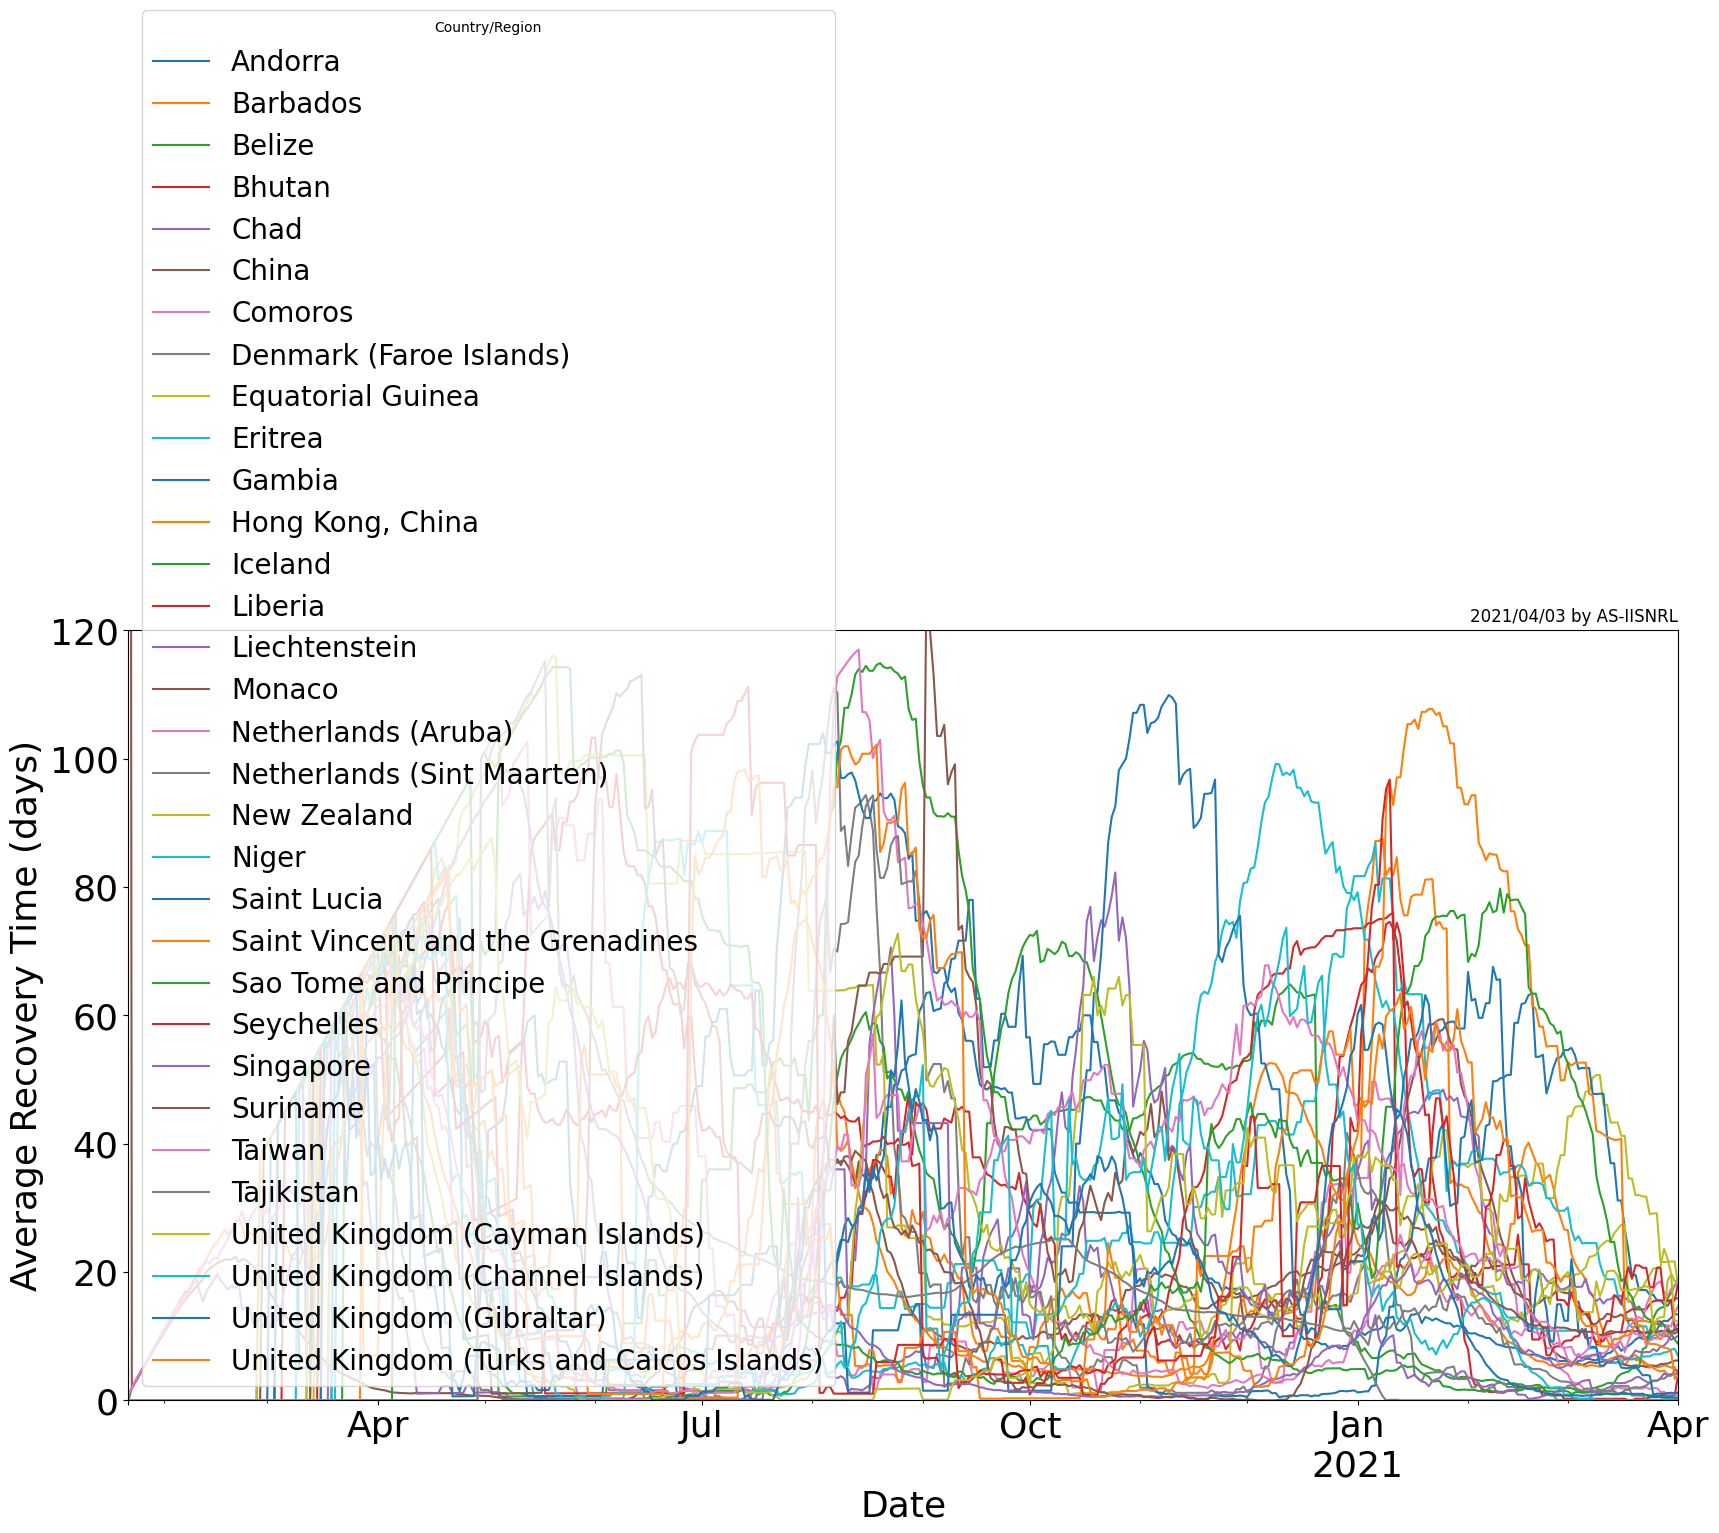 Country/Region
Andorra
Barbados
Belize
Bhutan
Chad
China
Comoros
Denmark (Faroe Islands)
Equatorial Guinea
Eritrea
Gambia
Hong Kong, China
Iceland
Liberia
Liechtenstein
Monaco
Netherlands (Aruba)
Netherlands (Sint Maarten)
New Zealand
Niger
Saint Lucia
Saint Vincent and the Grenadines
Sao Tome and Principe
Seychelles
Singapore
Suriname
Taiwan
Tajikistan
United Kingdom (Cayman Islands)
United Kingdom (Channel Islands)
United Kingdom (Gibraltar)
United Kingdom (Turks and Caicos Islands)
2021/04/03 by AS-IISNRL
Average Recovery Time (days)
120
100
80
60
40
20
0
Apr Jul Oct Jan Apr
2021
Date